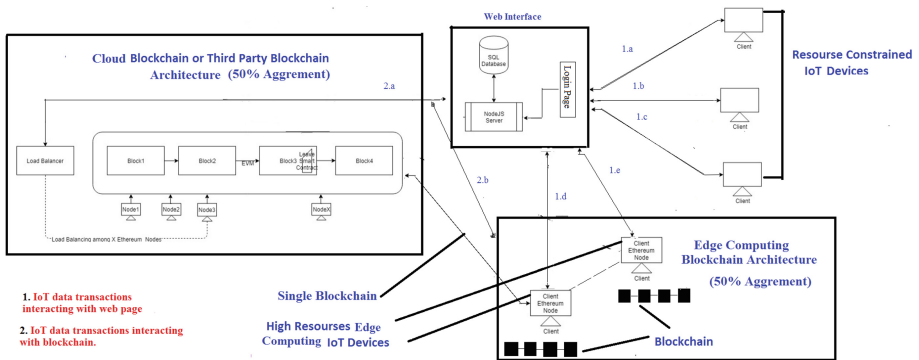 Web Interface
Cloud Blockchain or Third Party Blockchain
Architecture (50% Aggrement)
SQL
Database
Login Page
NodeJS
Server
1.a
1.b
1.c
Client
Client
Client
Resourse Constrained
IoT Devices
2.a
Load Balancer
Block1
Block2
EVM
Block3
Leave
Smart
Contract
Block4
Node1
Node2
Node3
NodeX
Load Balancing among X Ethereum Nodes
2.b
1.d
1.e
Client
Ethereum
Node
Client
Edge Computing
Blockchain Architecture
(50% Aggrement)
Single Blockchain
Client
Ethereum
Node
Client
High Resourses Edge
Computing IoT Devices
Blockchain
1. IoT data transactions
interacting with web page
2. IoT data transactions interacting
with blockchain.